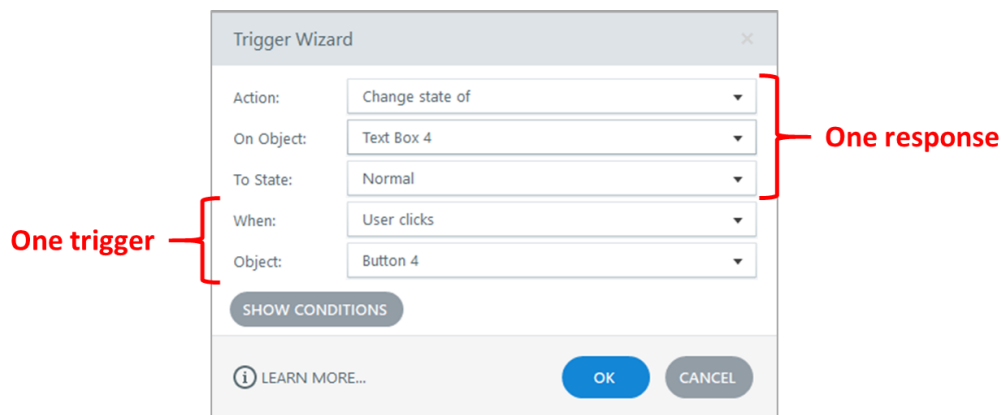 Trigger Wizard
Action: Change state of
On Object: Text Box 4
One response
To State: Normal
When: User clicks
One trigger
Object: Button 4
SHOW CONDITIONS
LEARN MORE...
OK
CANCEL